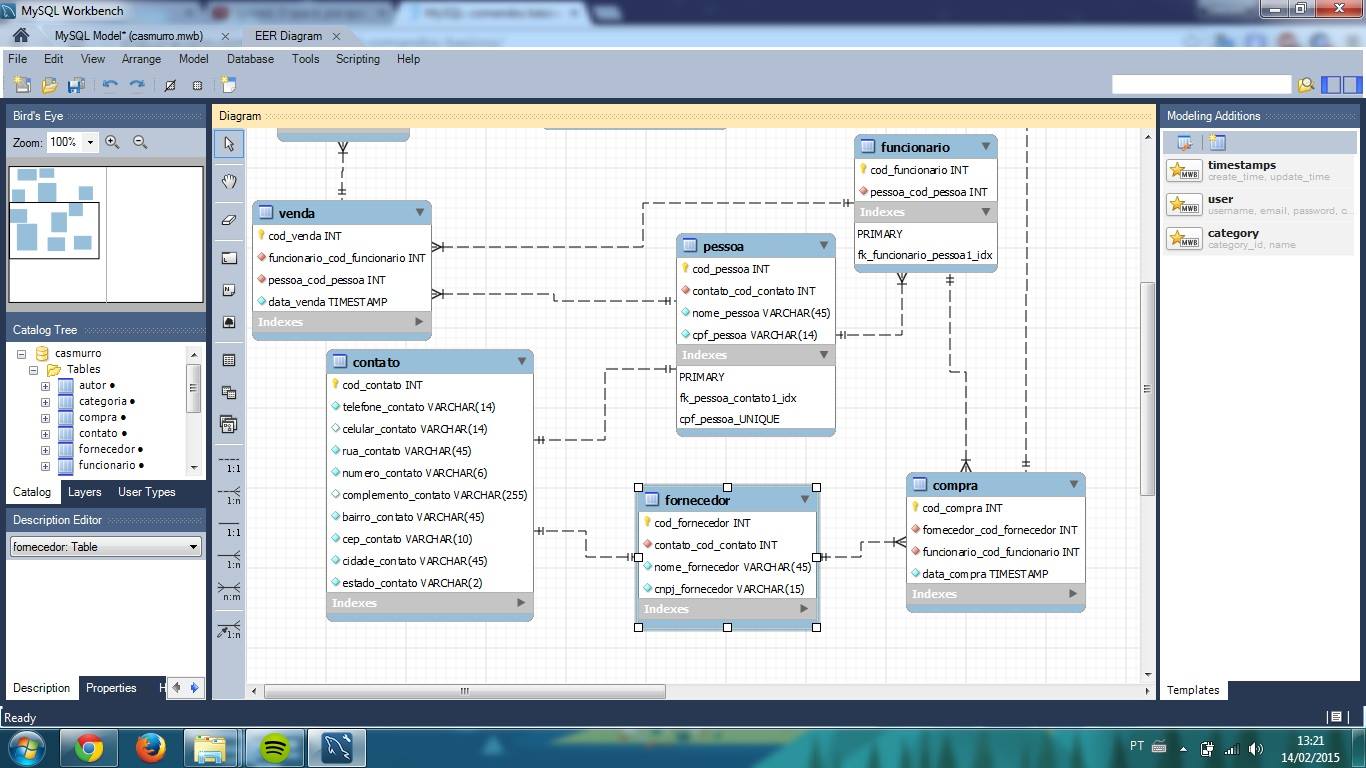 MySQL Workbench
MySQL Model* (casmurro.mwb)
EER Diagram
File Edit View Arrange Model Database Tools Scripting Help
Bird's Eye
Zoom: 100%
Catalog Tree
casmurro
Tables
autor
categoria
compra
contato
fornecedor
funcionario
Catalog Layers User Types
Description Editor
fornecedor: Table
Description Properties H
Ready
Diagram
1:1
1:n
1:1
1:n
n:m
1:n
venda
cod_venda INT
funcionario_cod_funcionario INT
pessoa_cod_pessoa INT
data_venda TIMESTAMP
Indexes
contato
cod_contato INT
telefone_contato VARCHAR(14)
celular_contato VARCHAR(14)
rua_contato VARCHAR(45)
numero_contato VARCHAR(6)
complemento_contato VARCHAR(255)
bairro_contato VARCHAR(45)
cep_contato VARCHAR(10)
cidade_contato VARCHAR(45)
estado_contato VARCHAR(2)
Indexes
pessoa
cod_pessoa INT
contato_cod_contato INT
nome_pessoa VARCHAR(45)
cpf_pessoa VARCHAR(14)
Indexes
PRIMARY
fk_pessoa_contato1_idx
cpf_pessoa_UNIQUE
funcionario
cod_funcionario INT
pessoa_cod_pessoa INT
Indexes
PRIMARY
fk_funcionario_pessoa1_idx
fornecedor
cod_fornecedor INT
contato_cod_contato INT
nome_fornecedor VARCHAR(45)
cnpj_fornecedor VARCHAR(15)
Indexes
compra
cod_compra INT
fornecedor_cod_fornecedor INT
funcionario_cod_funcionario INT
data_compra TIMESTAMP
Indexes
Modeling Additions
timestamps
create_time, update_time
user
username, email, password, c...
category
category_id, name
Templates
PT
13:21
14/02/2015